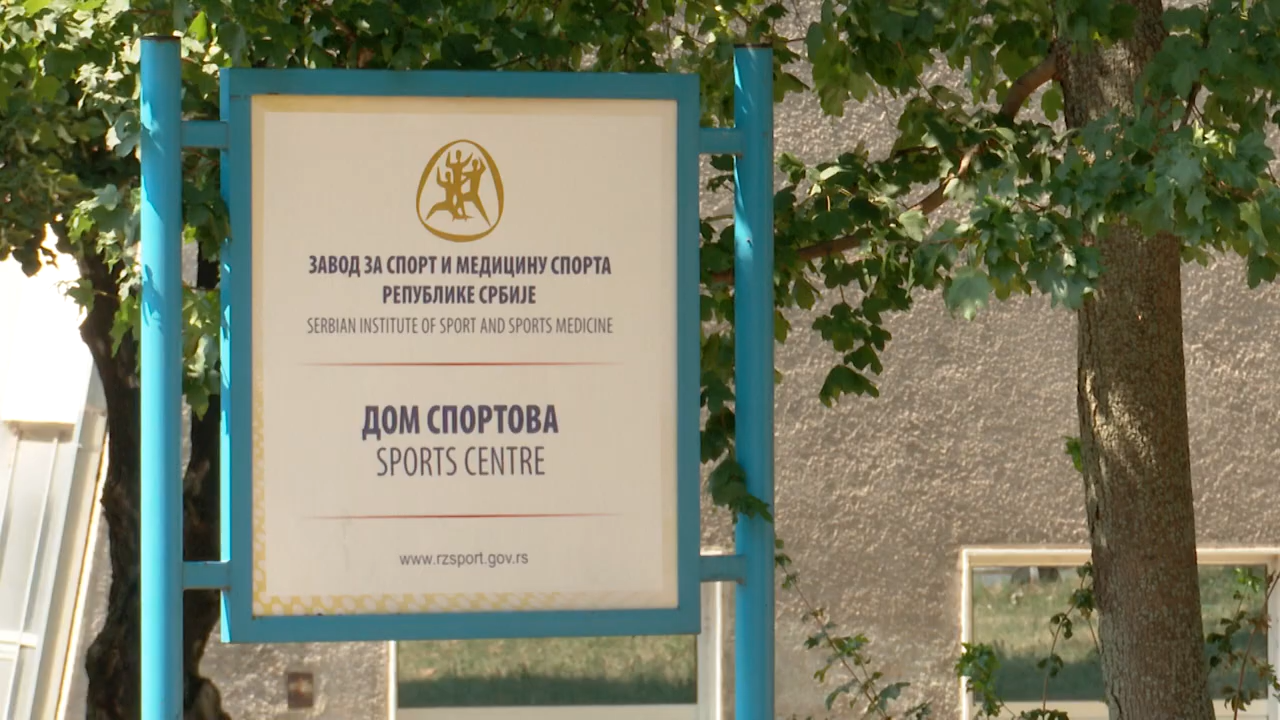 ЗАВОД ЗА СПОРТ И МЕДИЦИНУ СПОРТА
РЕПУБЛИКЕ СРБИЈЕ
SERBIAN INSTITUTE OF SPORT AND SPORTS MEDICINE
ДОМ СПОРТОВА
SPORTS CENTRE
www.rzsport.gov.rs